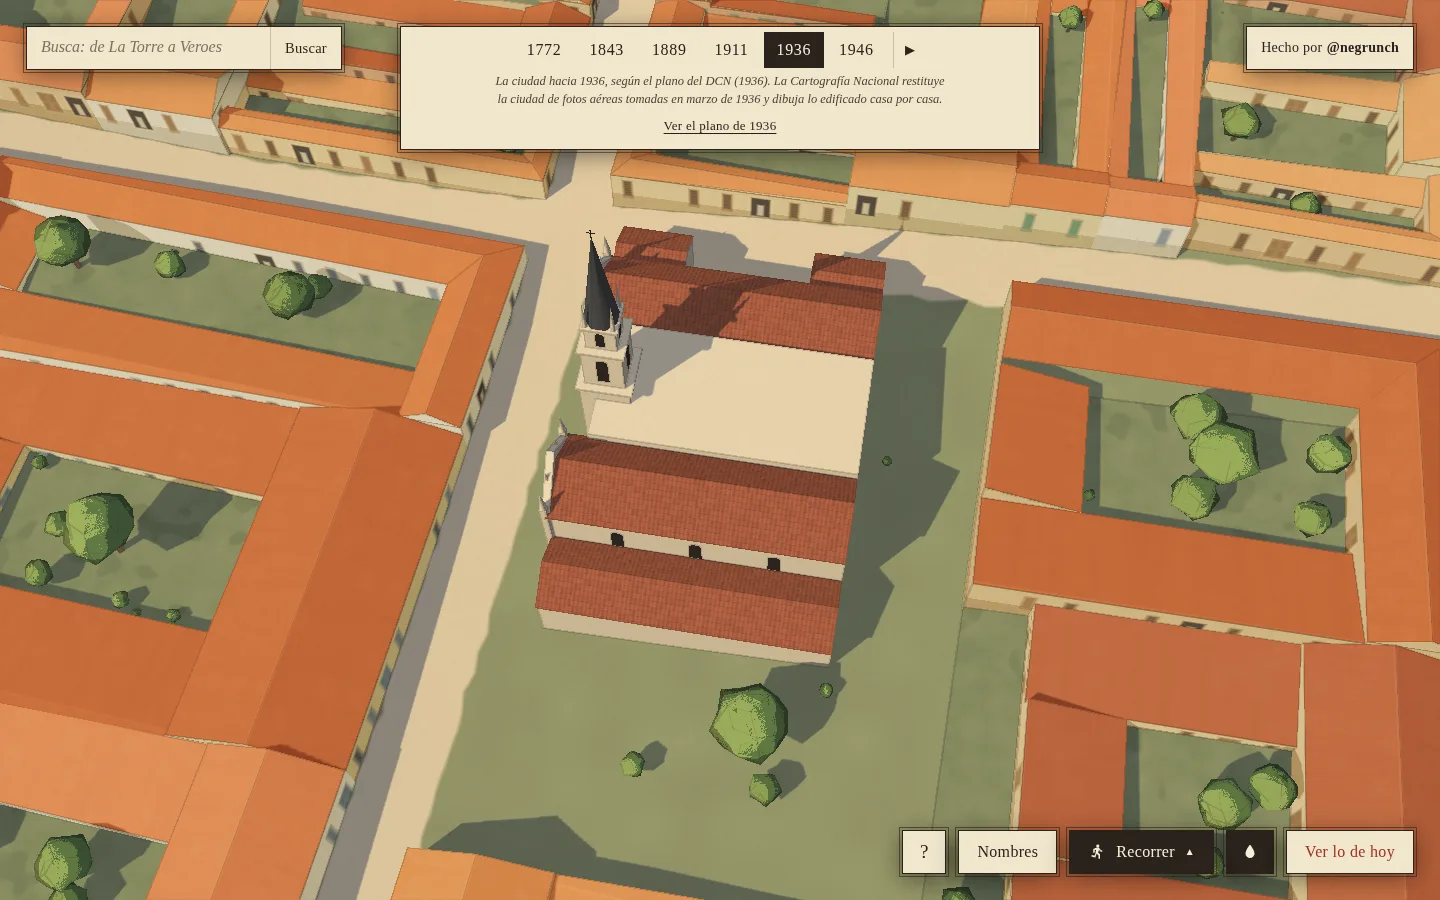 Busca: de La Torre a Veroes
Buscar
1772 1843 1889 1911 1936 1946 ▶
La ciudad hacia 1936, según el plano del DCN (1936). La Cartografía Nacional restituye
la ciudad de fotos aéreas tomadas en marzo de 1936 y dibuja lo edificado casa por casa.
Ver el plano de 1936
Hecho por @negrunch
?
Nombres
Recorrer ▲
Ver lo de hoy